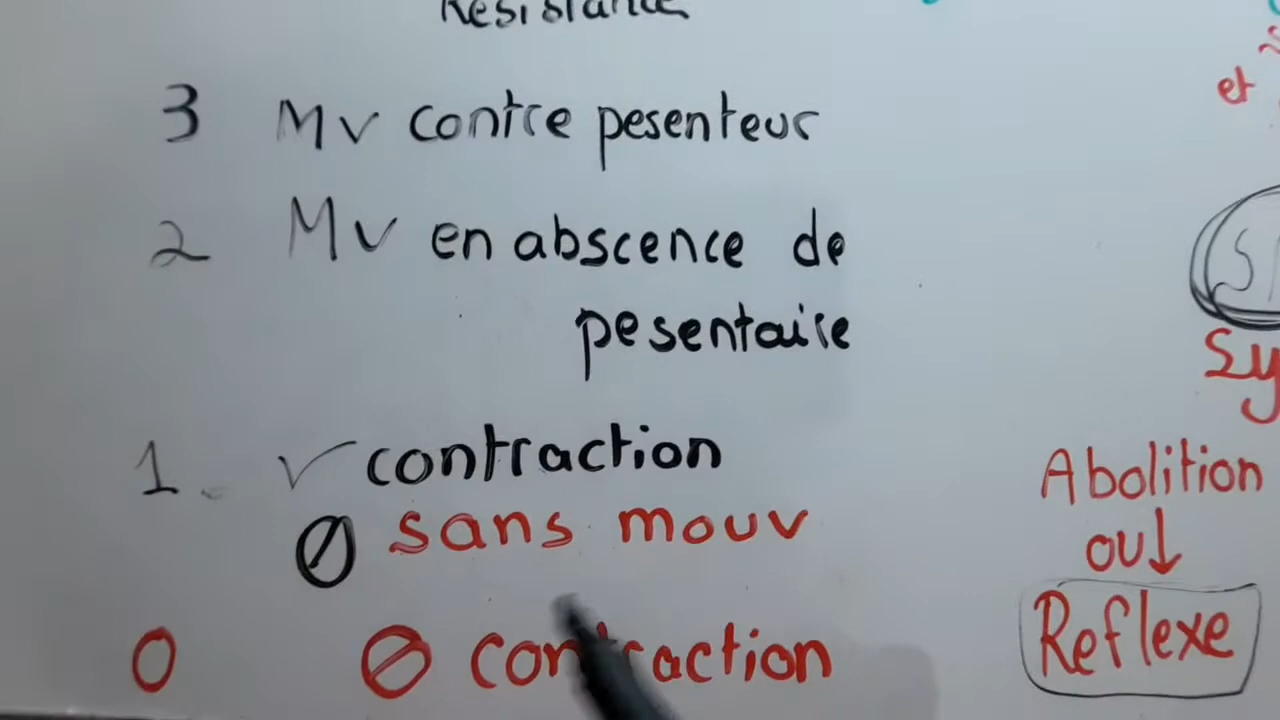 Résistance
3 Mv contre pesenteur
2 Mv en abscence de
pesentaire
1. ✓ contraction
∅ sans mouv
0 ∅ contraction
et
Sy
Abolition
ou ↓
Reflexe